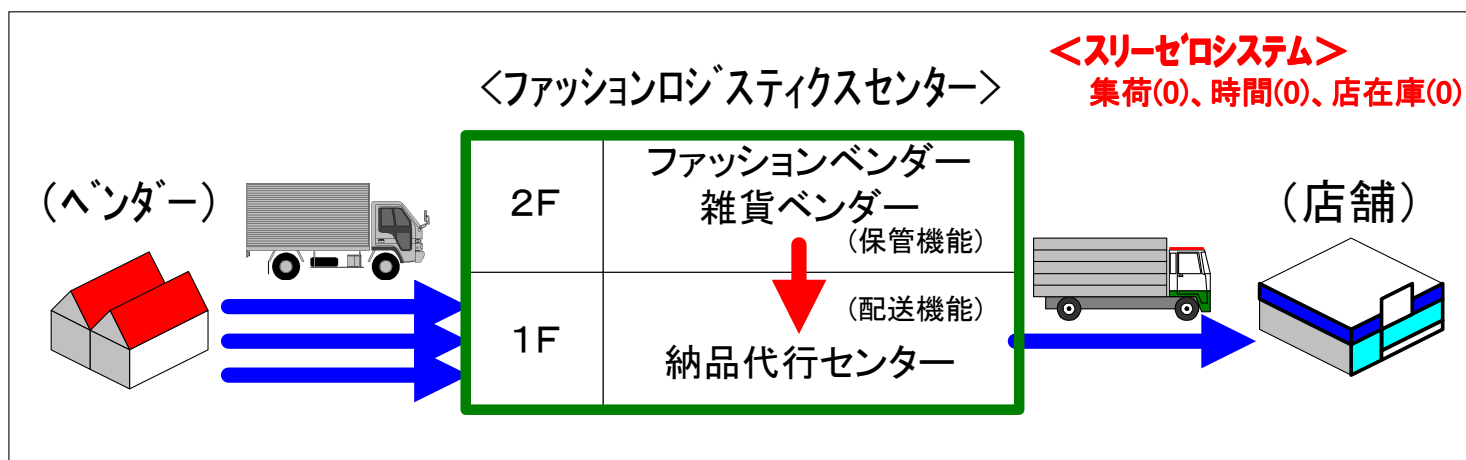 ＜スリーゼロシステム＞
集荷(0)、時間(0)、店在庫(0)
＜ファッションロジスティクスセンター＞
（ベンダー）
2F
ファッションベンダー
雑貨ベンダー
（保管機能）
（店舗）
1F
（配送機能）
納品代行センター